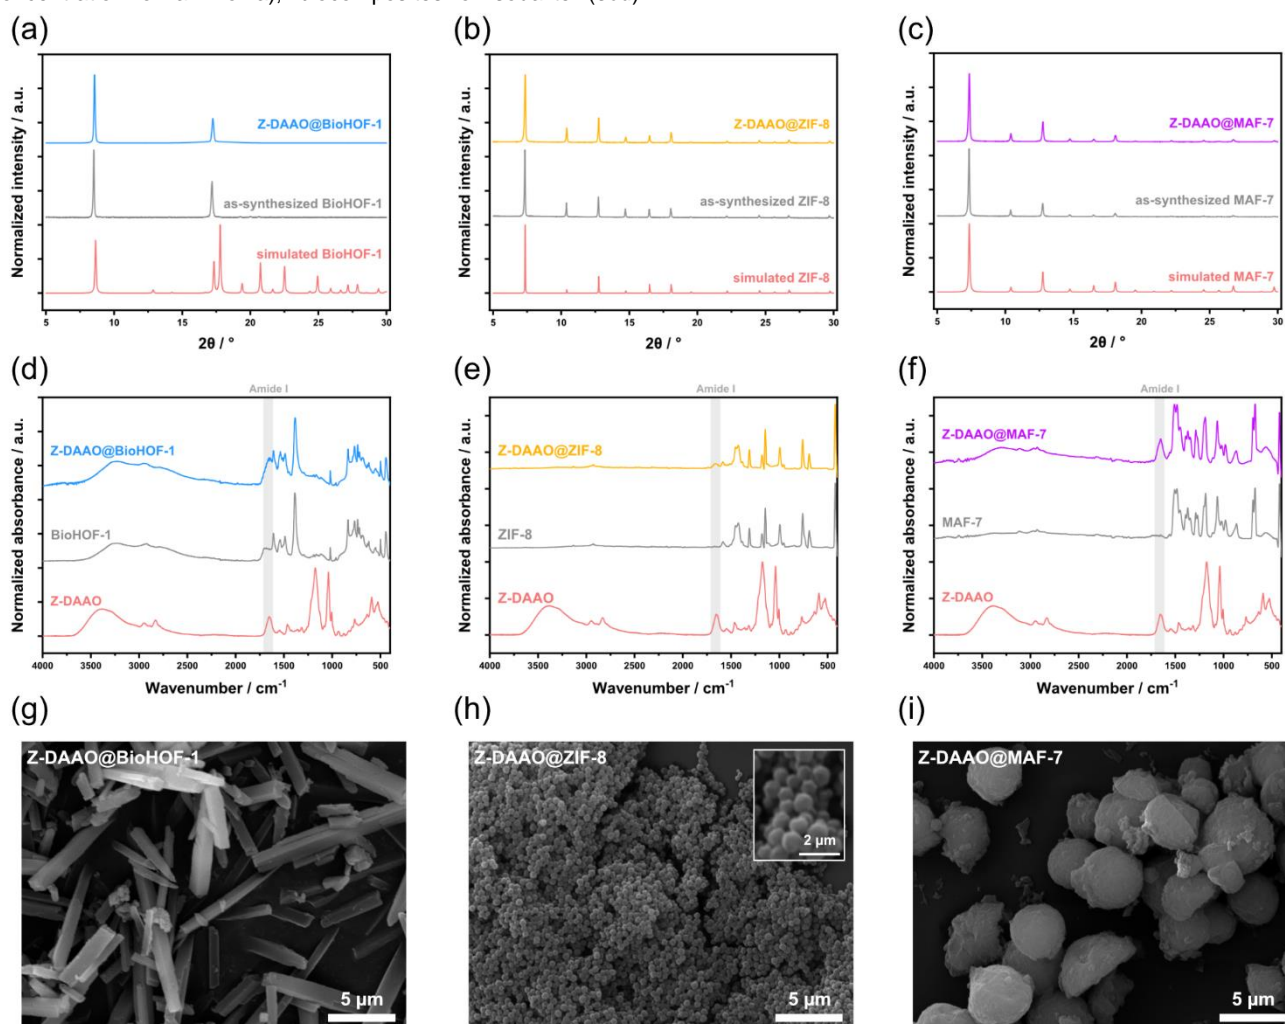 (a)
(b)
(c)
Normalized intensity / a.u.
Z-DAAO@BioHOF-1
as-synthesized BioHOF-1
simulated BioHOF-1
5 10 15 20 25 30
2θ / °
Normalized intensity / a.u.
Z-DAAO@ZIF-8
as-synthesized ZIF-8
simulated ZIF-8
5 10 15 20 25 30
2θ / °
Normalized intensity / a.u.
Z-DAAO@MAF-7
as-synthesized MAF-7
simulated MAF-7
5 10 15 20 25 30
2θ / °
(d)
(e)
(f)
Amide I
Normalized absorbance / a.u.
Z-DAAO@BioHOF-1
BioHOF-1
Z-DAAO
4000 3500 3000 2500 2000 1500 1000 500
Wavenumber / cm⁻¹
Amide I
Normalized absorbance / a.u.
Z-DAAO@ZIF-8
ZIF-8
Z-DAAO
4000 3500 3000 2500 2000 1500 1000 500
Wavenumber / cm⁻¹
Amide I
Normalized absorbance / a.u.
Z-DAAO@MAF-7
MAF-7
Z-DAAO
4000 3500 3000 2500 2000 1500 1000 500
Wavenumber / cm⁻¹
(g)
(h)
(i)
Z-DAAO@BioHOF-1
5 µm
Z-DAAO@ZIF-8
2 µm
5 µm
Z-DAAO@MAF-7
5 µm